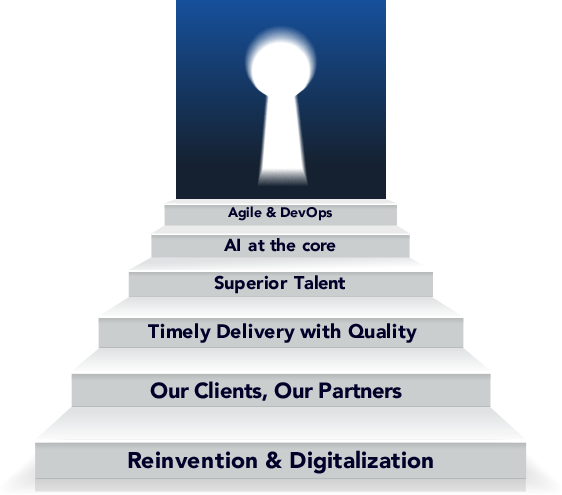 Agile & DevOps
AI at the core
Superior Talent
Timely Delivery with Quality
Our Clients, Our Partners
Reinvention & Digitalization